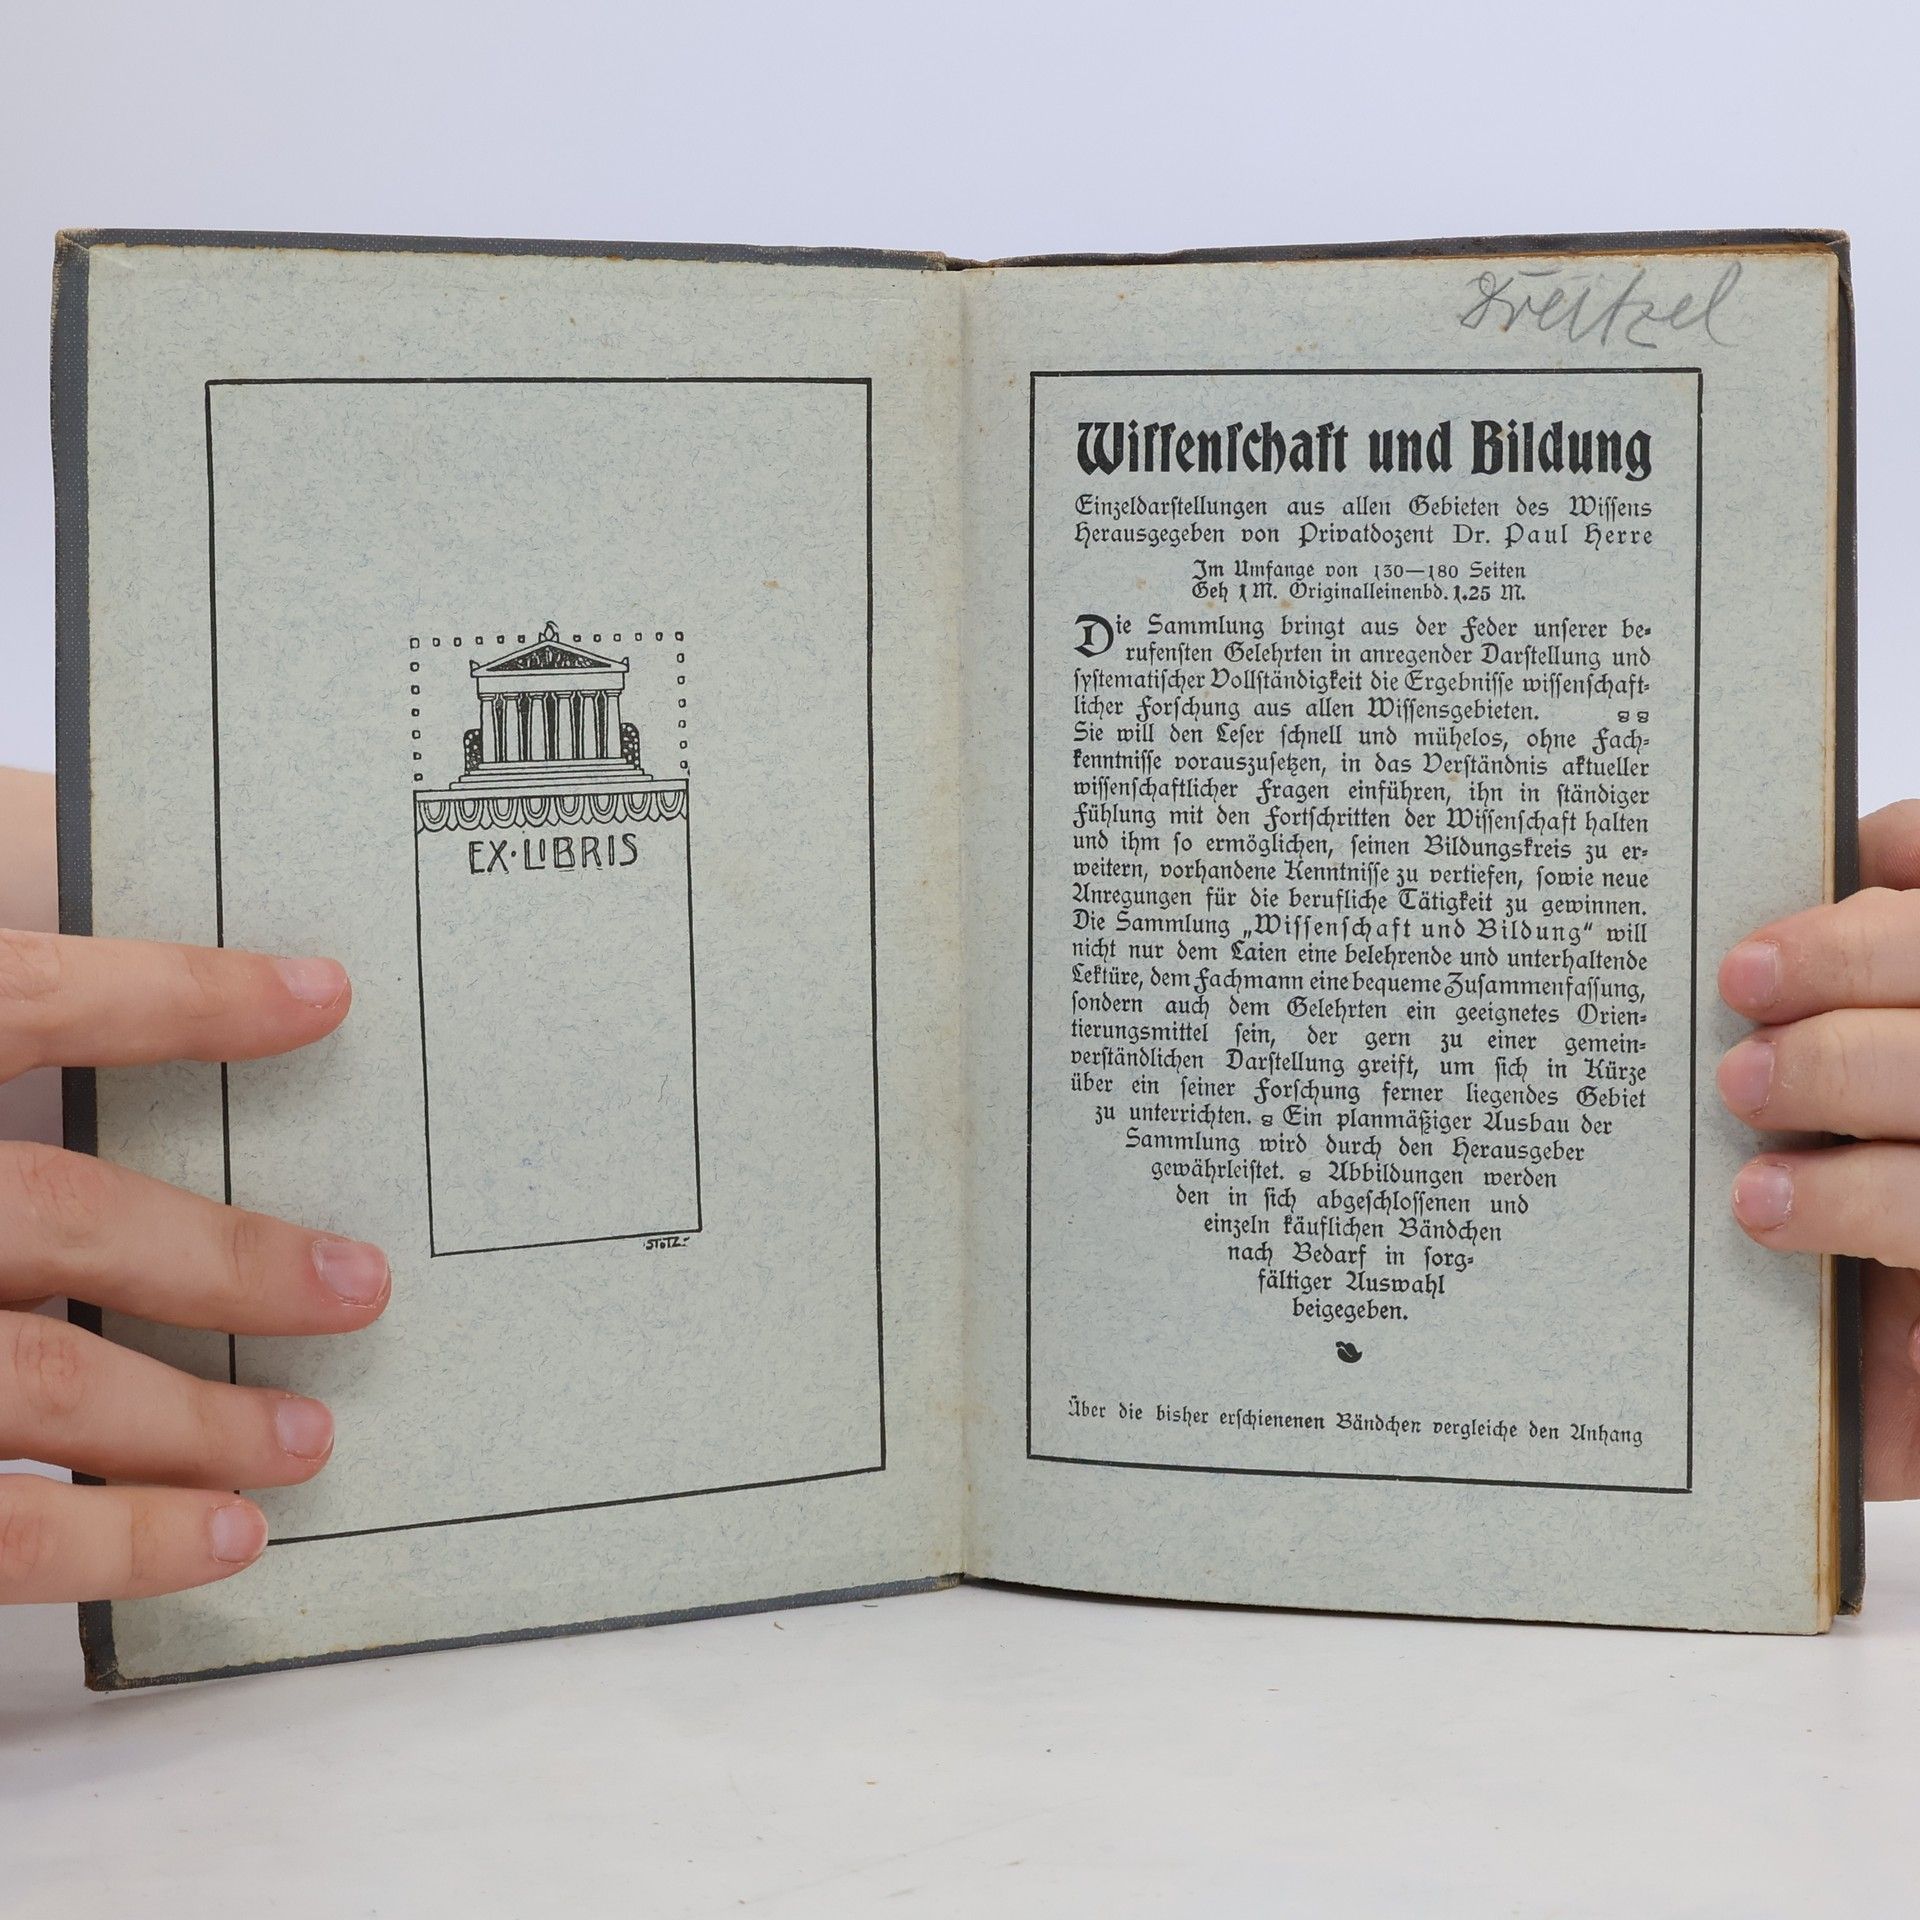 EX·LIBRIS
STOTZ
Wissenschaft und Bildung
Einzeldarstellungen aus allen Gebieten des Wissens
Herausgegeben von Privatdozent Dr. Paul Herre
Im Umfange von 130—180 Seiten
Geh 1 M. Originalleinenbd. 1.25 M.
Die Sammlung bringt aus der Feder unserer be-
rufensten Gelehrten in anregender Darstellung und
systematischer Vollständigkeit die Ergebnisse wissenschaft-
licher Forschung aus allen Wissensgebieten.
Sie will den Leser schnell und mühelos, ohne Fach-
kenntnisse vorauszusetzen, in das Verständnis aktueller
wissenschaftlicher Fragen einführen, ihn in ständiger
Fühlung mit den Fortschritten der Wissenschaft halten
und ihm so ermöglichen, seinen Bildungskreis zu er-
weitern, vorhandene Kenntnisse zu vertiefen, sowie neue
Anregungen für die berufliche Tätigkeit zu gewinnen.
Die Sammlung „Wissenschaft und Bildung“ will
nicht nur dem Laien eine belehrende und unterhaltende
Lektüre, dem Fachmann eine bequeme Zusammenfassung,
sondern auch dem Gelehrten ein geeignetes Orien-
tierungsmittel sein, der gern zu einer gemein-
verständlichen Darstellung greift, um sich in Kürze
über ein seiner Forschung ferner liegendes Gebiet
zu unterrichten. Ein planmäßiger Ausbau der
Sammlung wird durch den Herausgeber
gewährleistet. Abbildungen werden
den in sich abgeschlossenen und
einzeln käuflichen Bändchen
nach Bedarf in sorg-
fältiger Auswahl
beigegeben.
Über die bisher erschienenen Bändchen vergleiche den Anhang